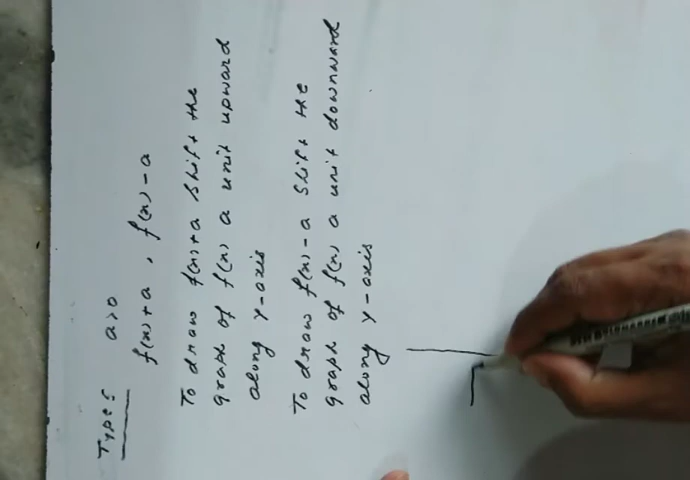 TYPES a>0
f(x)+a , f(x)-a
To draw f(x)+a shift the
graph of f(x) a unit upward
along y-axis
To draw f(x)-a shift the
graph of f(x) a unit downward
along y-axis